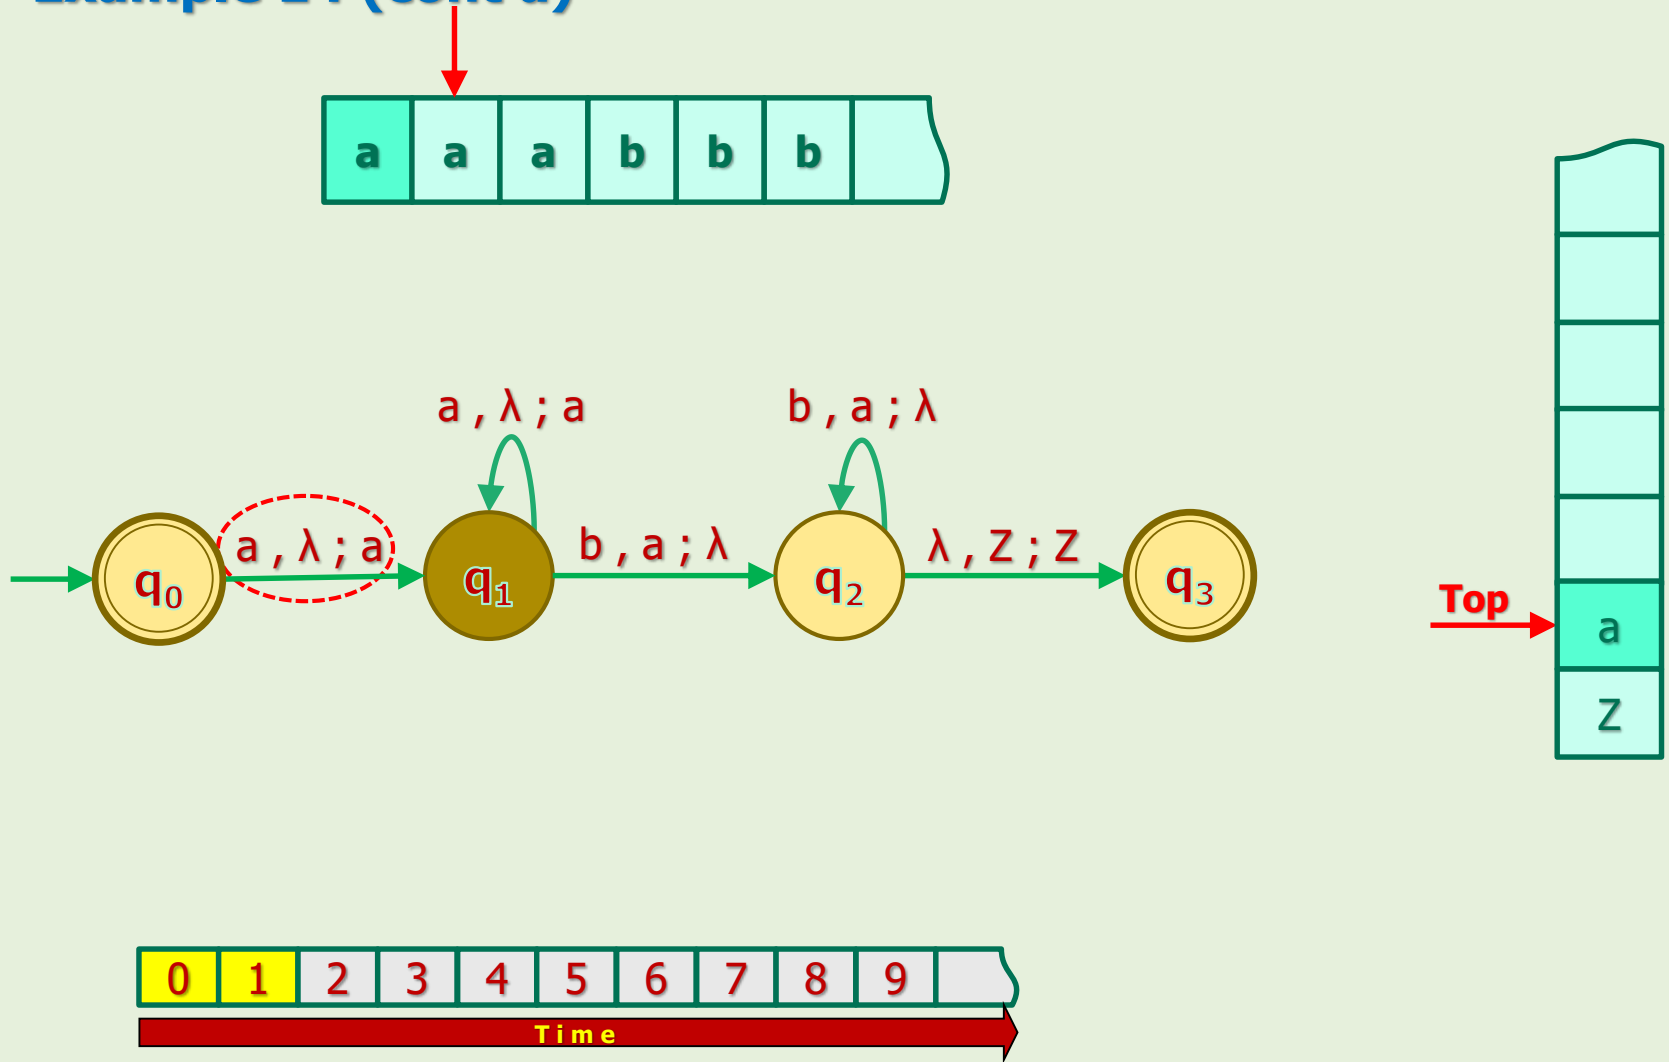 a a a b b b
a,λ;a b,a;λ
a,λ;a b,a;λ λ,Z;Z
q0 q1 q2 q3
Top
a
Z
0 1 2 3 4 5 6 7 8 9
Time